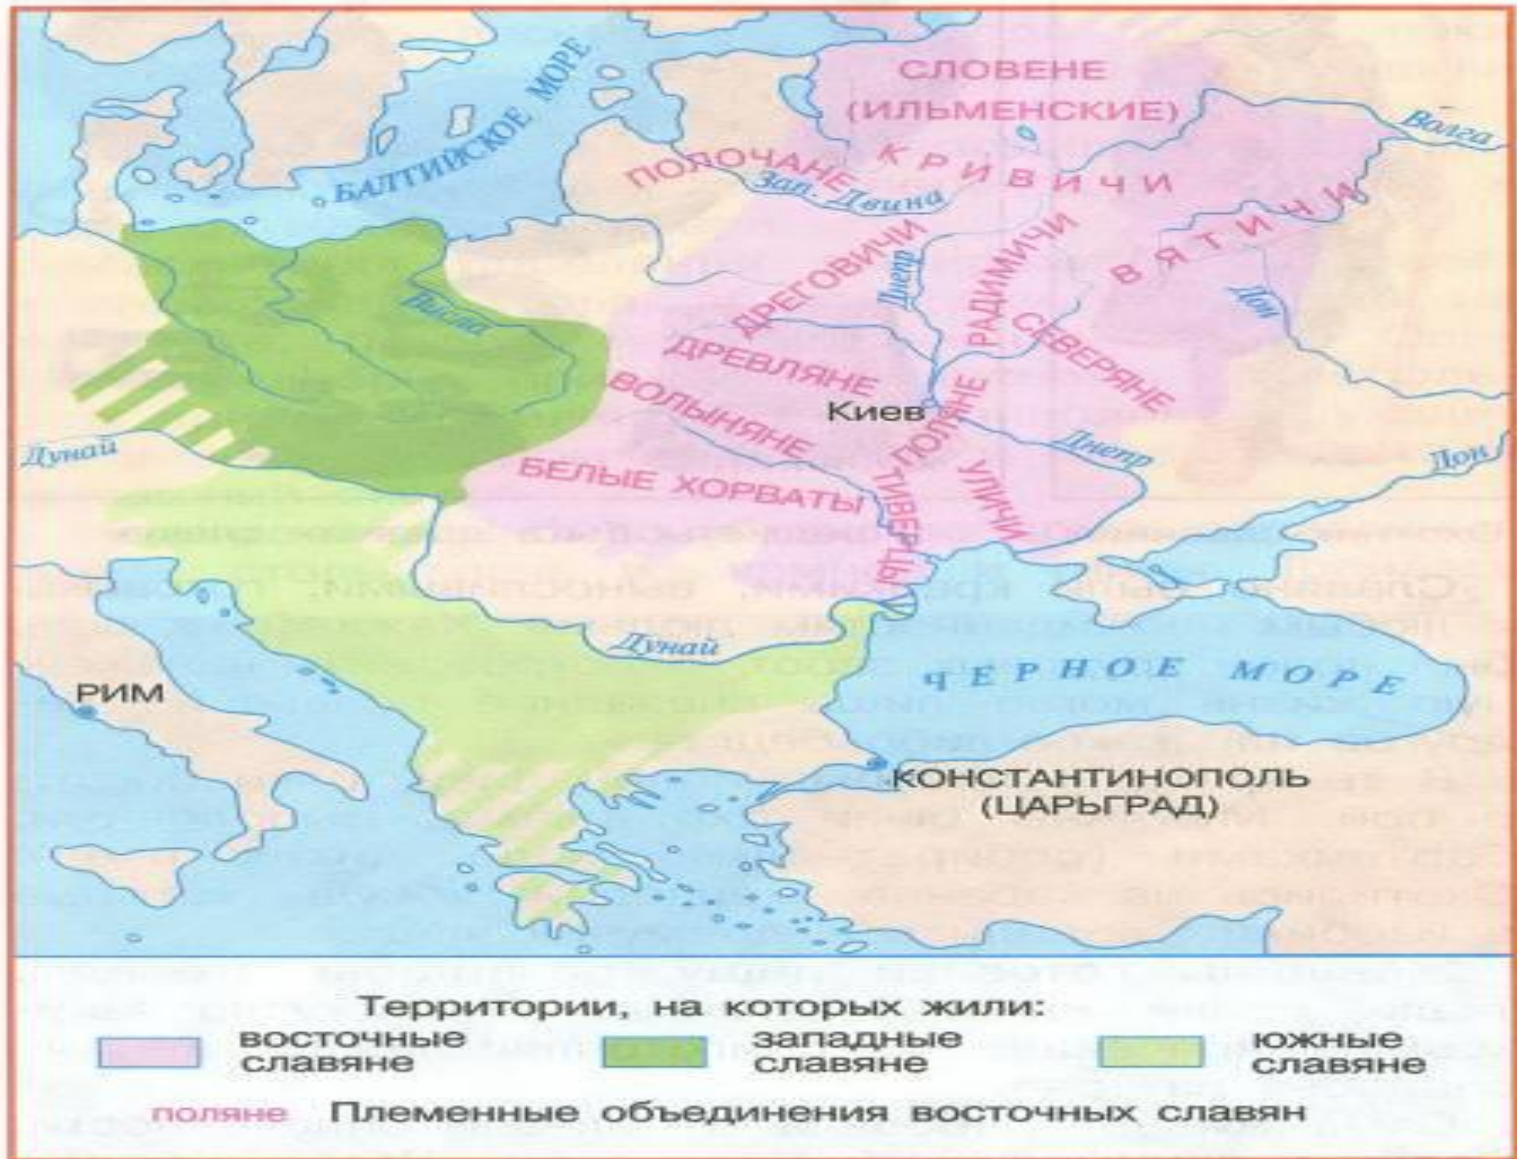 СЛОВЕНЕ
(ИЛЬМЕНСКИЕ)
Волга
БАЛТИЙСКОЕ МОРЕ
ПОЛОЧАНЕ
КРИВИЧИ
Зап. Двина
ВЯТИЧИ
ДРЕГОВИЧИ
Днепр
РАДИМИЧИ
Дон
Висла
СЕВЕРЯНЕ
ДРЕВЛЯНЕ
ВОЛЫНЯНЕ
Киев
ПОЛЯНЕ
Дунай
Днепр
Дон
БЕЛЫЕ ХОРВАТЫ
ТИВЕРЦЫ
УЛИЧИ
Дунай
РИМ
ЧЕРНОЕ МОРЕ
КОНСТАНТИНОПОЛЬ
(ЦАРЬГРАД)
Территории, на которых жили:
восточные
славяне
западные
славяне
южные
славяне
поляне Племенные объединения восточных славян